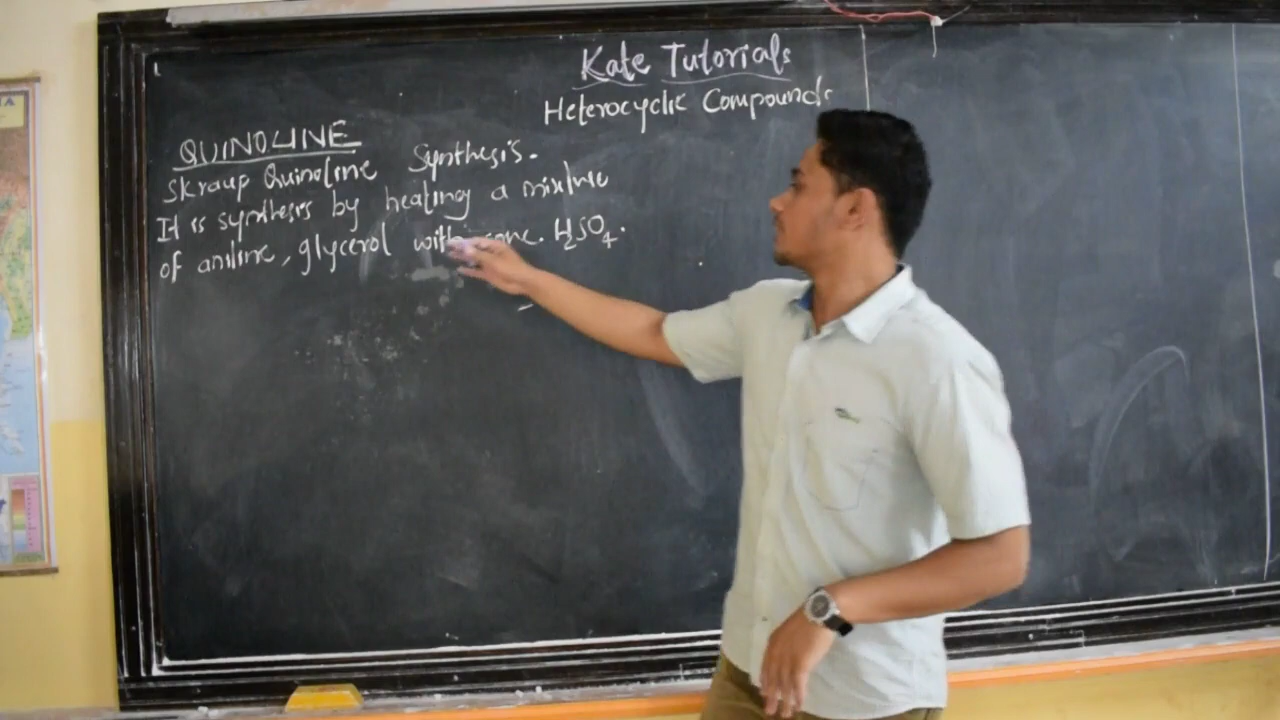 Kate Tutorials
Heterocyclic Compounds
QUINOLINE
Skraup Quinoline Synthesis.
It is synthesis by heating a mixture
of aniline, glycerol with conc. H₂SO₄.